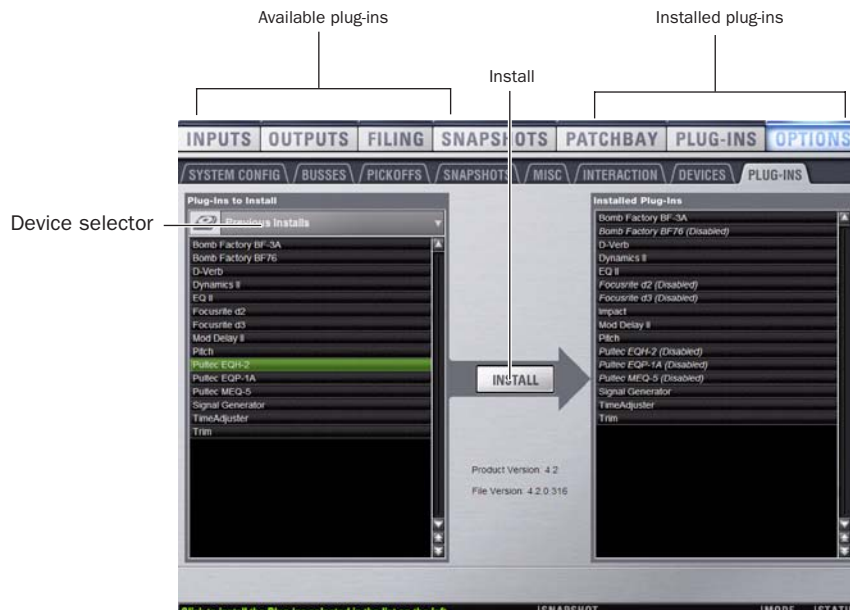 Available plug-ins
Installed plug-ins
Install
Device selector
INPUTS OUTPUTS FILING SNAPSHOTS PATCHBAY PLUG-INS OPTIONS
SYSTEM CONFIG BUSSES PICKOFFS SNAPSHOTS MISC INTERACTION DEVICES PLUG-INS
Plug-Ins to Install
Previous Installs
Bomb Factory BF-3A
Bomb Factory BF76
D-Verb
Dynamics II
EQ II
Focusrite d2
Focusrite d3
Mod Delay II
Pitch
Pultec EQH-2
Pultec EQP-1A
Pultec MEQ-5
Signal Generator
TimeAdjuster
Trim
INSTALL
Product Version: 4.2
File Version: 4.2.0.316
Installed Plug-Ins
Bomb Factory BF-3A
Bomb Factory BF76 (Disabled)
D-Verb
Dynamics II
EQ II
Focusrite d2 (Disabled)
Focusrite d3 (Disabled)
Impact
Mod Delay II
Pitch
Pultec EQH-2 (Disabled)
Pultec EQP-1A (Disabled)
Pultec MEQ-5 (Disabled)
Signal Generator
TimeAdjuster
Trim
SNAPSHOT
MODE